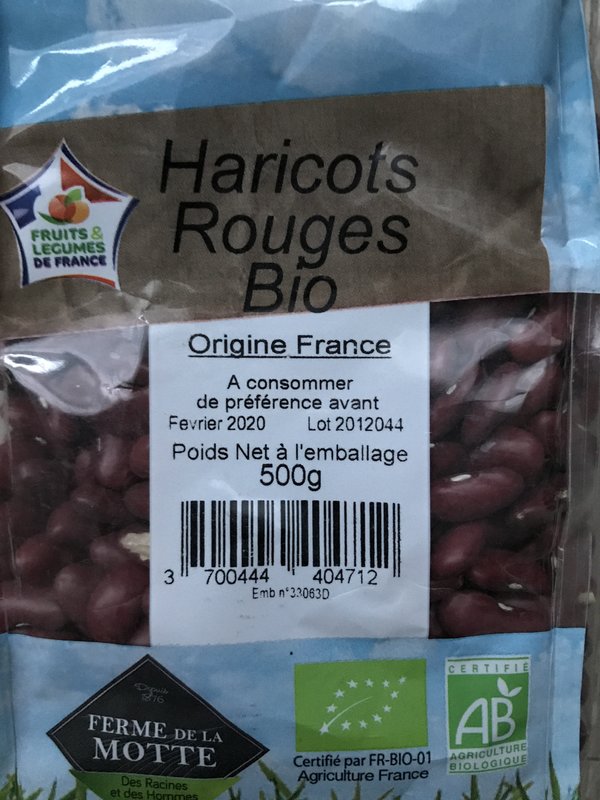 Haricots
Rouges
Bio
FRUITS &
LEGUMES
DE FRANCE
Origine France
A consommer
de préférence avant
Fevrier 2020 Lot 2012044
Poids Net à l'emballage
500g
3 700444 404712
Emb n°33063D
Depuis
1876
FERME DE LA
MOTTE
Des Racines
et des Hommes
Certifié par FR-BIO-01
Agriculture France
CERTIFIÉ
AB
AGRICULTURE
BIOLOGIQUE